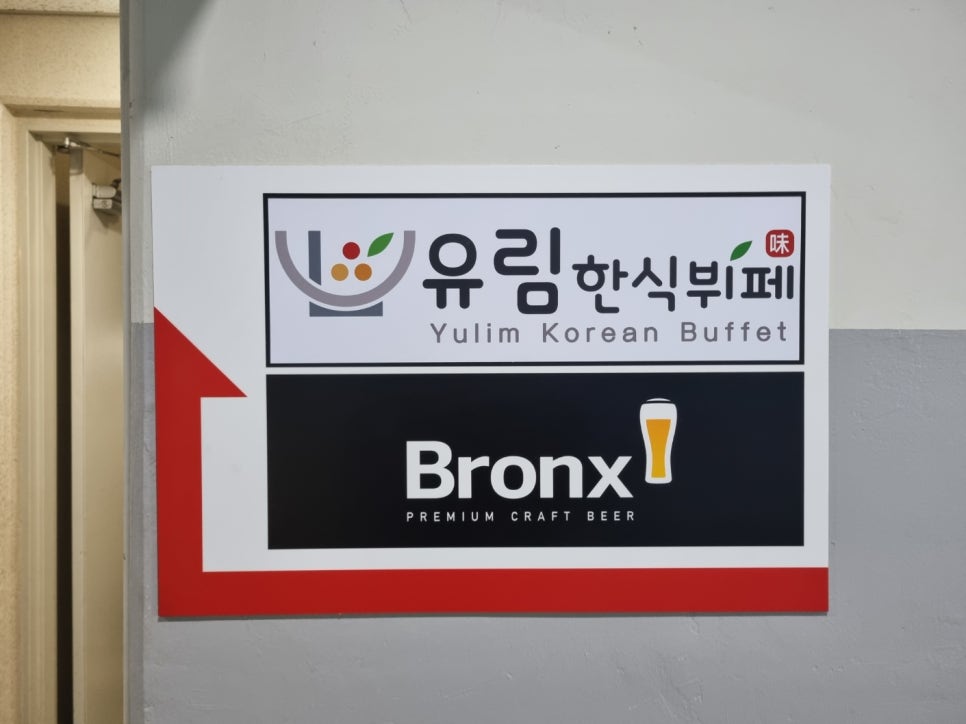 유림한식뷔페 味
Yulim Korean Buffet
Bronx
PREMIUM CRAFT BEER